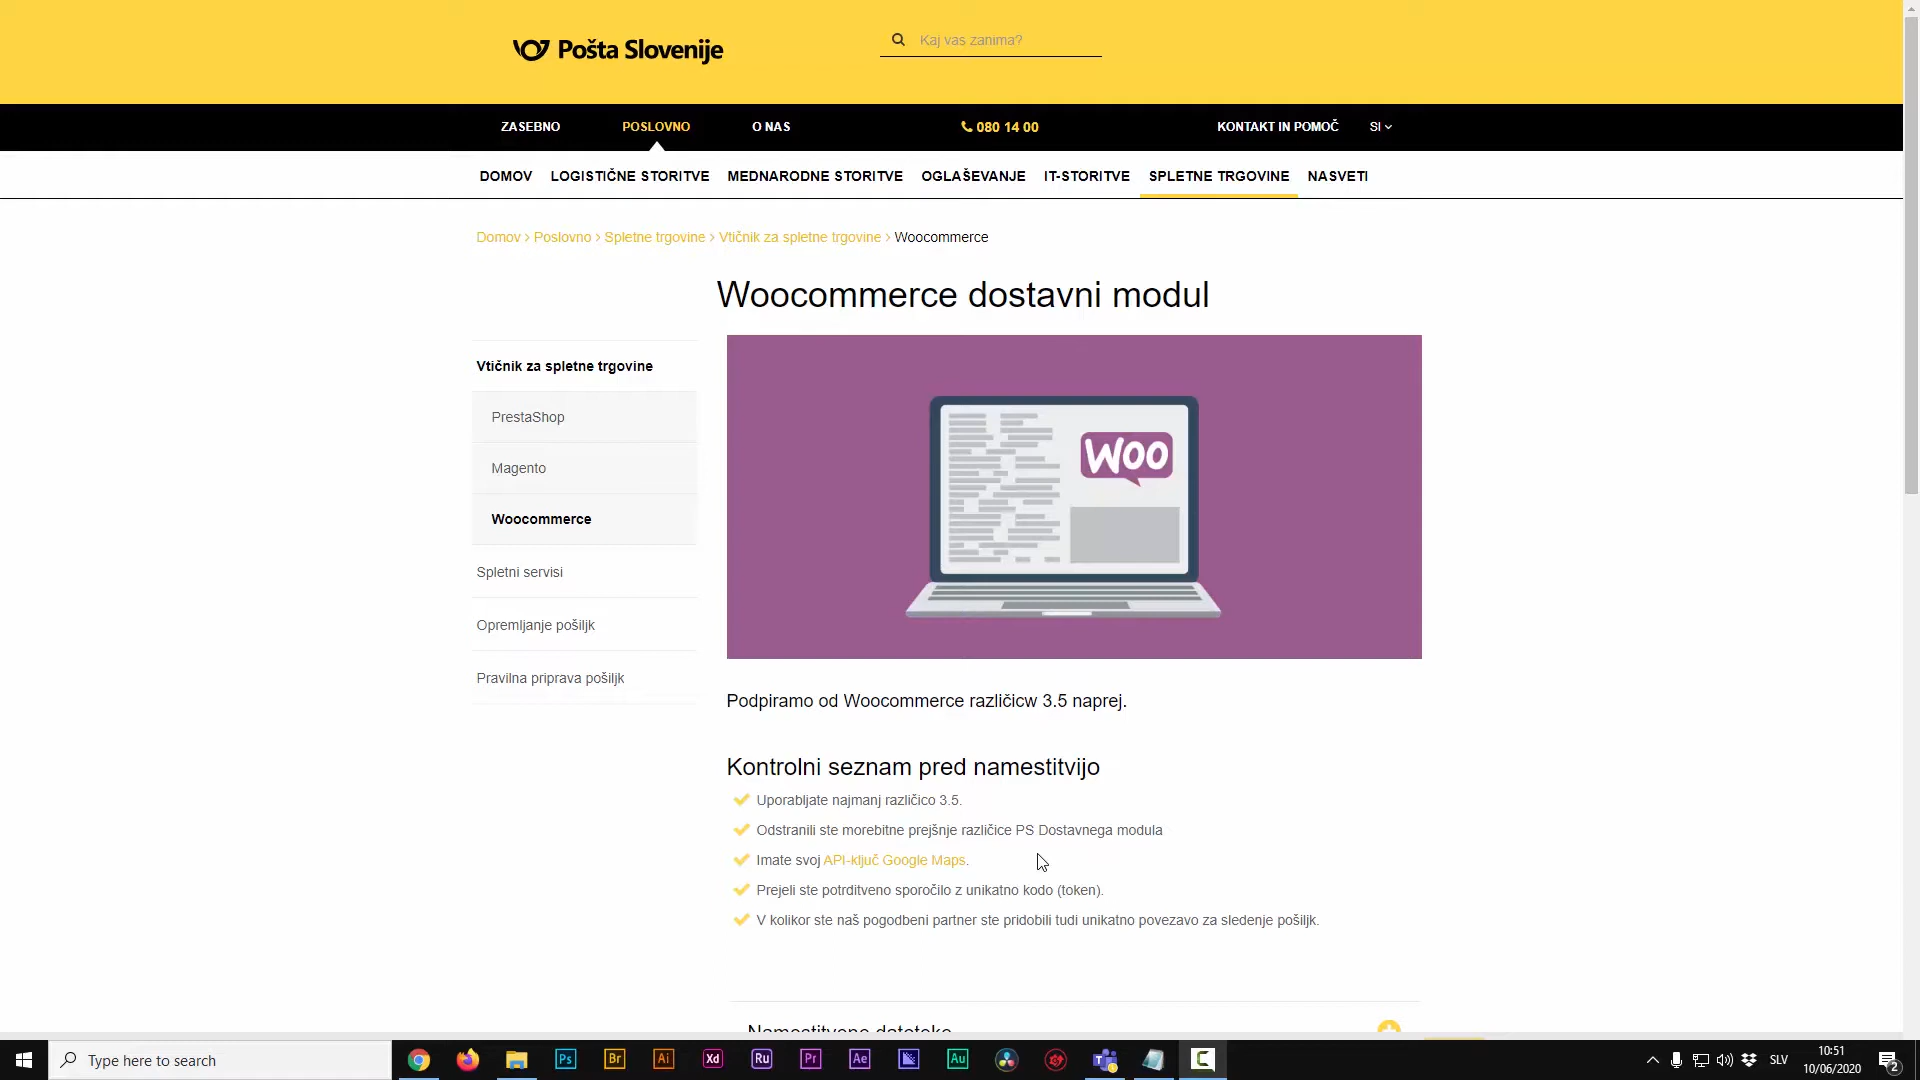 Pošta Slovenije
Kaj vas zanima?
ZASEBNO POSLOVNO O NAS 080 14 00 KONTAKT IN POMOČ SI
DOMOV LOGISTIČNE STORITVE MEDNARODNE STORITVE OGLAŠEVANJE IT-STORITVE SPLETNE TRGOVINE NASVETI
Domov > Poslovno > Spletne trgovine > Vtičnik za spletne trgovine > Woocommerce
Woocommerce dostavni modul
Vtičnik za spletne trgovine
PrestaShop
Magento
Woocommerce
Spletni servisi
Opremljanje pošiljk
Pravilna priprava pošiljk
WOO
Podpiramo od Woocommerce različicw 3.5 naprej.
Kontrolni seznam pred namestitvijo
Uporabljate najmanj različico 3.5.
Odstranili ste morebitne prejšnje različice PS Dostavnega modula
Imate svoj API-ključ Google Maps.
Prejeli ste potrditveno sporočilo z unikatno kodo (token).
V kolikor ste naš pogodbeni partner ste pridobili tudi unikatno povezavo za sledenje pošiljk.
Namestitvene datoteke
Type here to search
Ps Br Ai Xd Ru Pr Ae Au
SLV
10:51
10/06/2020
2